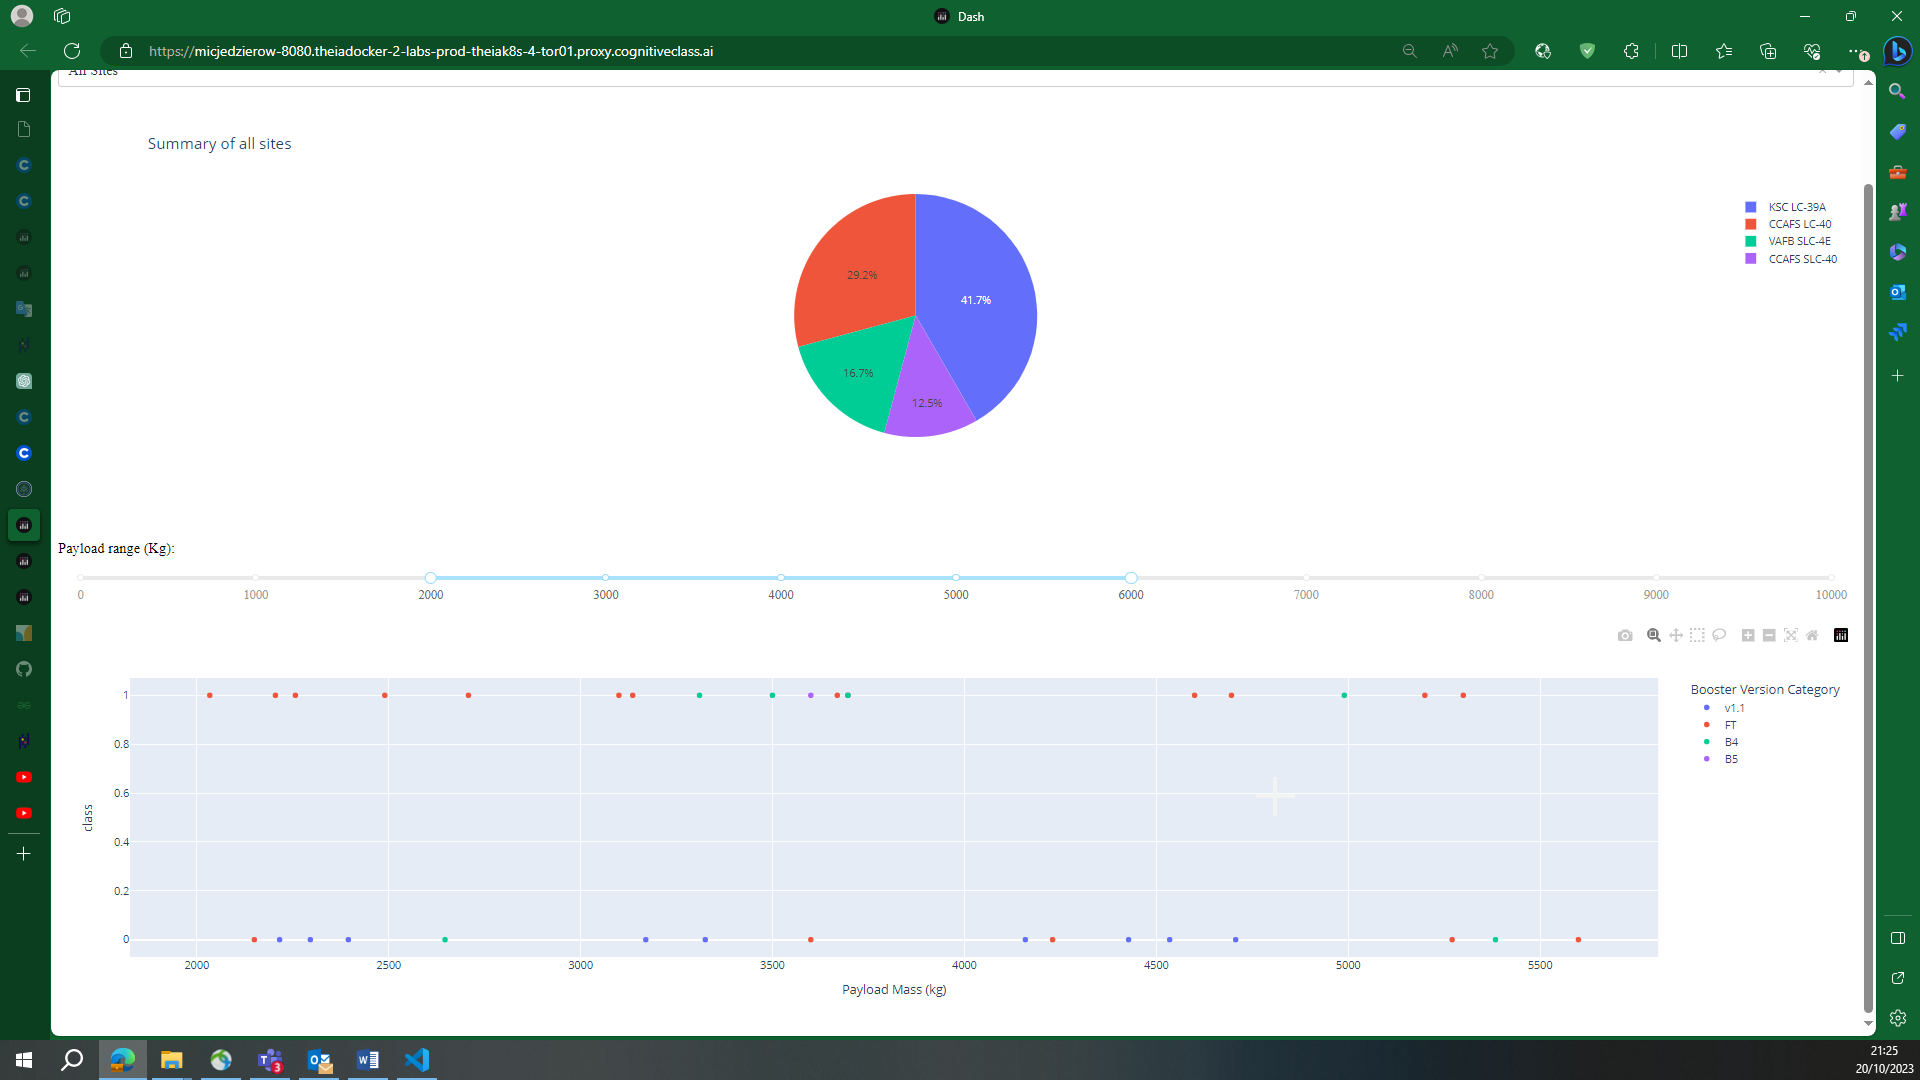 Dash
https://micjedzierow-8080.theiadocker-2-labs-prod-theiak8s-4-tor01.proxy.cognitiveclass.ai
All Sites
Summary of all sites
29.2%
41.7%
16.7%
12.5%
KSC LC-39A
CCAFS LC-40
VAFB SLC-4E
CCAFS SLC-40
Payload range (Kg):
0 1000 2000 3000 4000 5000 6000 7000 8000 9000 10000
1
0.8
0.6
0.4
0.2
0
class
2000 2500 3000 3500 4000 4500 5000 5500
Payload Mass (kg)
Booster Version Category
v1.1
FT
B4
B5
3
21:25
20/10/2023